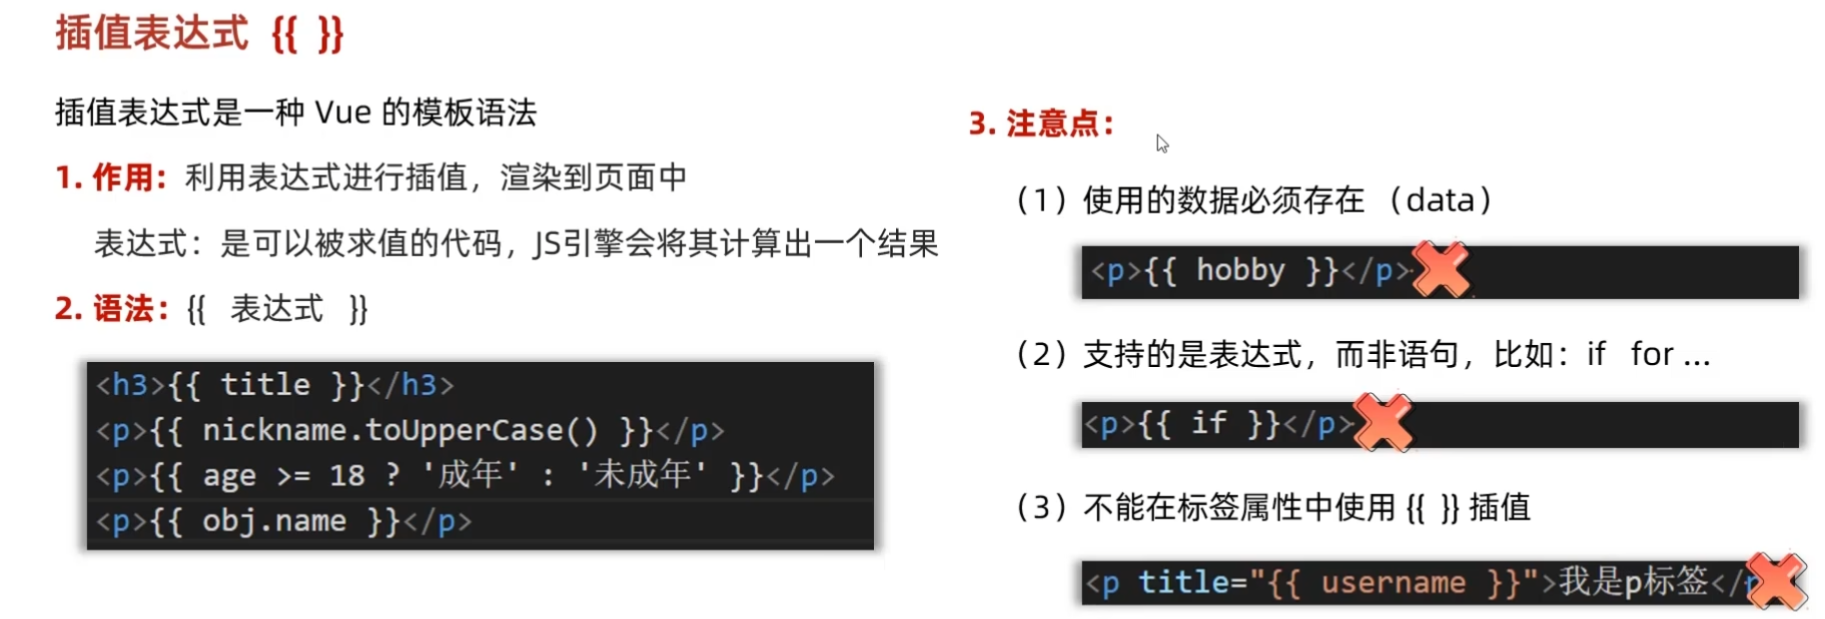 插值表达式 {{ }}
插值表达式是一种 Vue 的模板语法
1. 作用：利用表达式进行插值，渲染到页面中
表达式：是可以被求值的代码，JS引擎会将其计算出一个结果
2. 语法：{{ 表达式 }}
<h3>{{ title }}</h3>
<p>{{ nickname.toUpperCase() }}</p>
<p>{{ age >= 18 ? '成年' : '未成年' }}</p>
<p>{{ obj.name }}</p>
3. 注意点：
（1）使用的数据必须存在 （data）
<p>{{ hobby }}</p>
（2）支持的是表达式，而非语句，比如：if for ...
<p>{{ if }}</p>
（3）不能在标签属性中使用 {{ }} 插值
<p title="{{ username }}">我是p标签</p